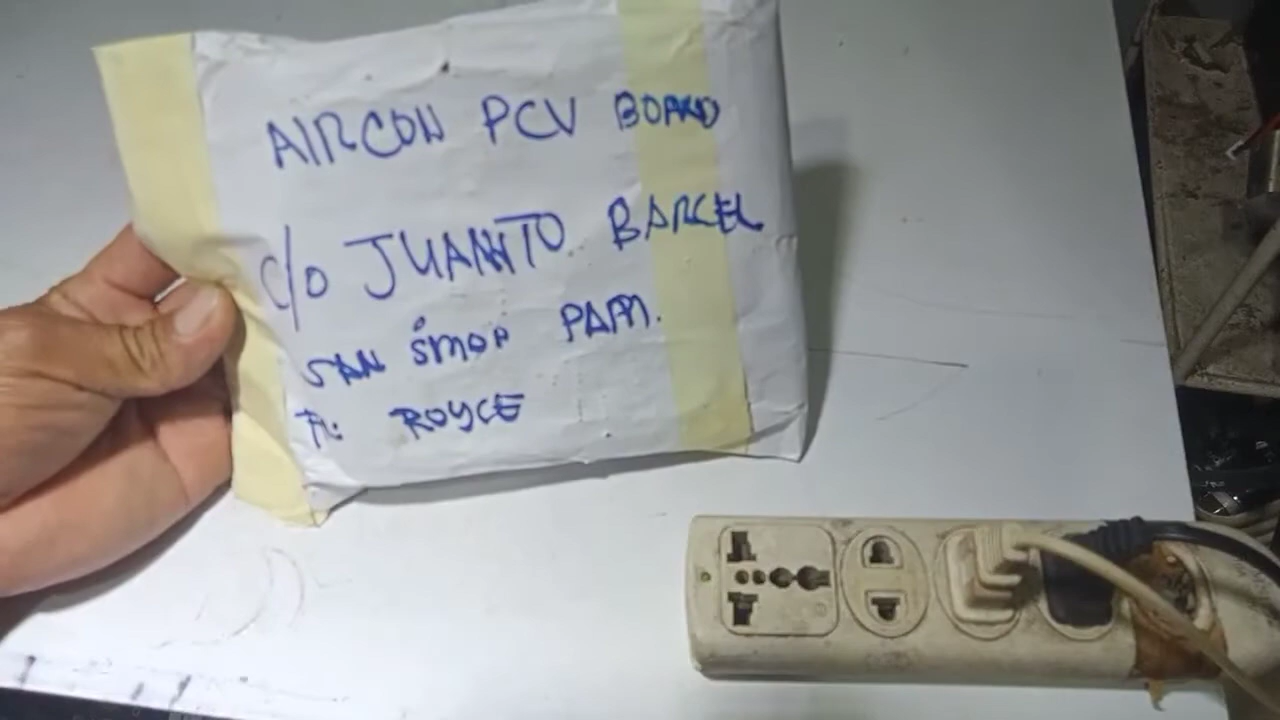 AIRCON PCV BOARD
c/o JUANITO BARCEL
SAN SIMON PAM.
FR: ROYCE